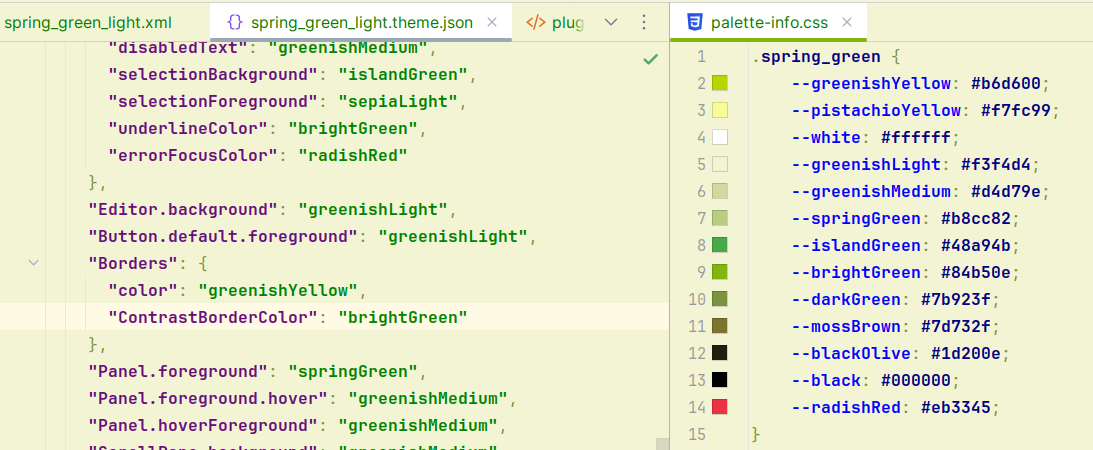 spring_green_light.xml
{} spring_green_light.theme.json
</> plug
palette-info.css
"disabledText": "greenishMedium",
"selectionBackground": "islandGreen",
"selectionForeground": "sepiaLight",
"underlineColor": "brightGreen",
"errorFocusColor": "radishRed"
},
"Editor.background": "greenishLight",
"Button.default.foreground": "greenishLight",
"Borders": {
"color": "greenishYellow",
"ContrastBorderColor": "brightGreen"
},
"Panel.foreground": "springGreen",
"Panel.foreground.hover": "greenishMedium",
"Panel.hoverForeground": "greenishMedium",
"ScrollPane.background": "greenishMedium",
1 .spring_green {
2 --greenishYellow: #b6d600;
3 --pistachioYellow: #f7fc99;
4 --white: #ffffff;
5 --greenishLight: #f3f4d4;
6 --greenishMedium: #d4d79e;
7 --springGreen: #b8cc82;
8 --islandGreen: #48a94b;
9 --brightGreen: #84b50e;
10 --darkGreen: #7b923f;
11 --mossBrown: #7d732f;
12 --blackOlive: #1d200e;
13 --black: #000000;
14 --radishRed: #eb3345;
15 }